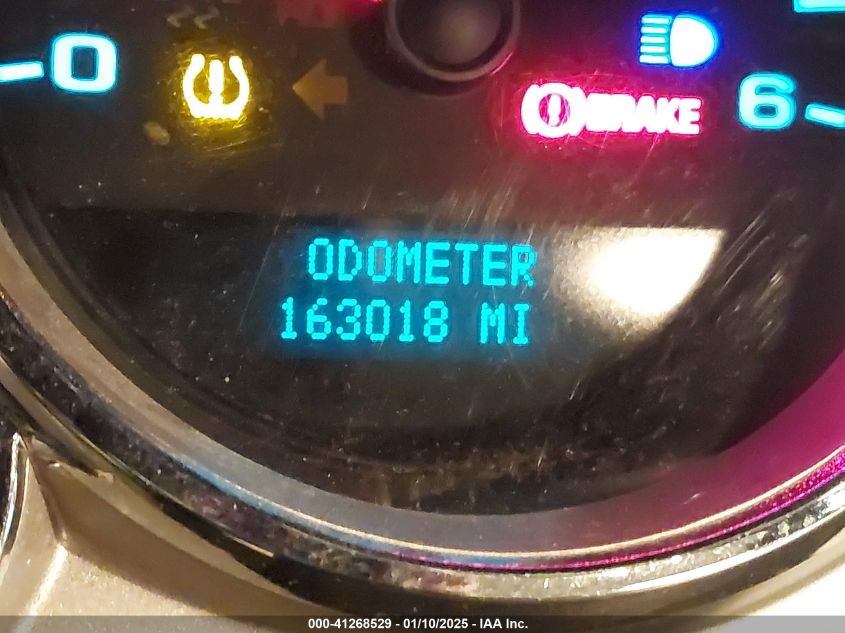 0
BRAKE
6
ODOMETER
163018 MI
000-41268529 - 01/10/2025 - IAA Inc.